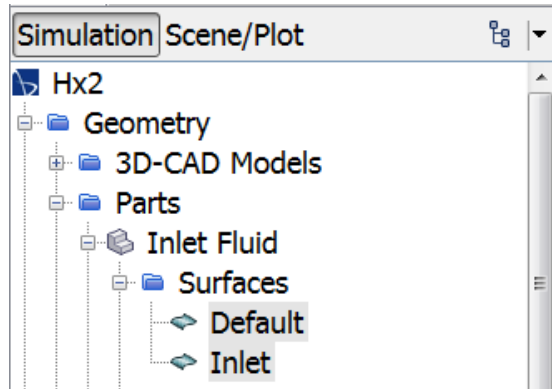 Simulation Scene/Plot
Hx2
Geometry
3D-CAD Models
Parts
Inlet Fluid
Surfaces
Default
Inlet